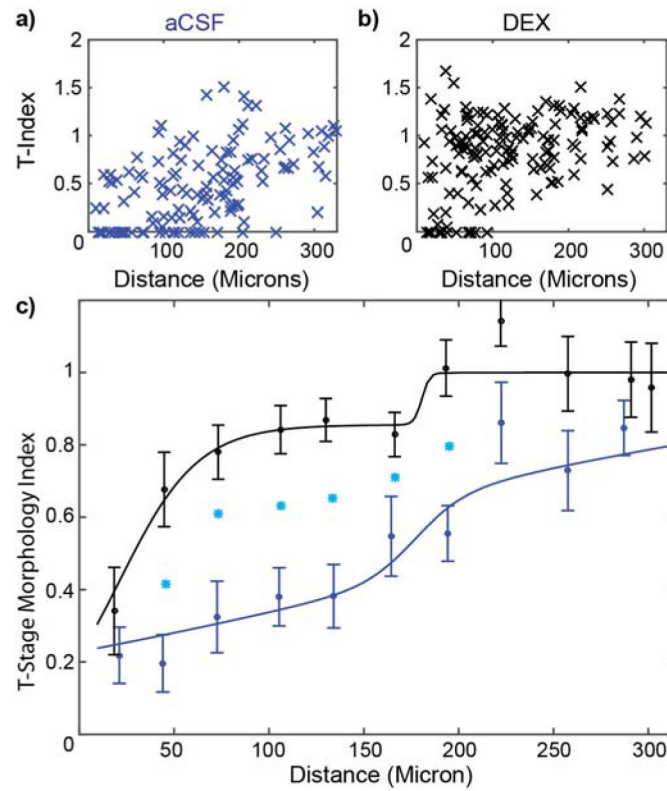 a)
aCSF
b)
DEX
T-Index
2
1.5
1
0.5
0
100
200
300
Distance (Microns)
2
1.5
1
0.5
0
100
200
300
Distance (Microns)
c)
T-Stage Morphology Index
1
0.8
0.6
0.4
0.2
0
50
100
150
200
250
300
Distance (Micron)